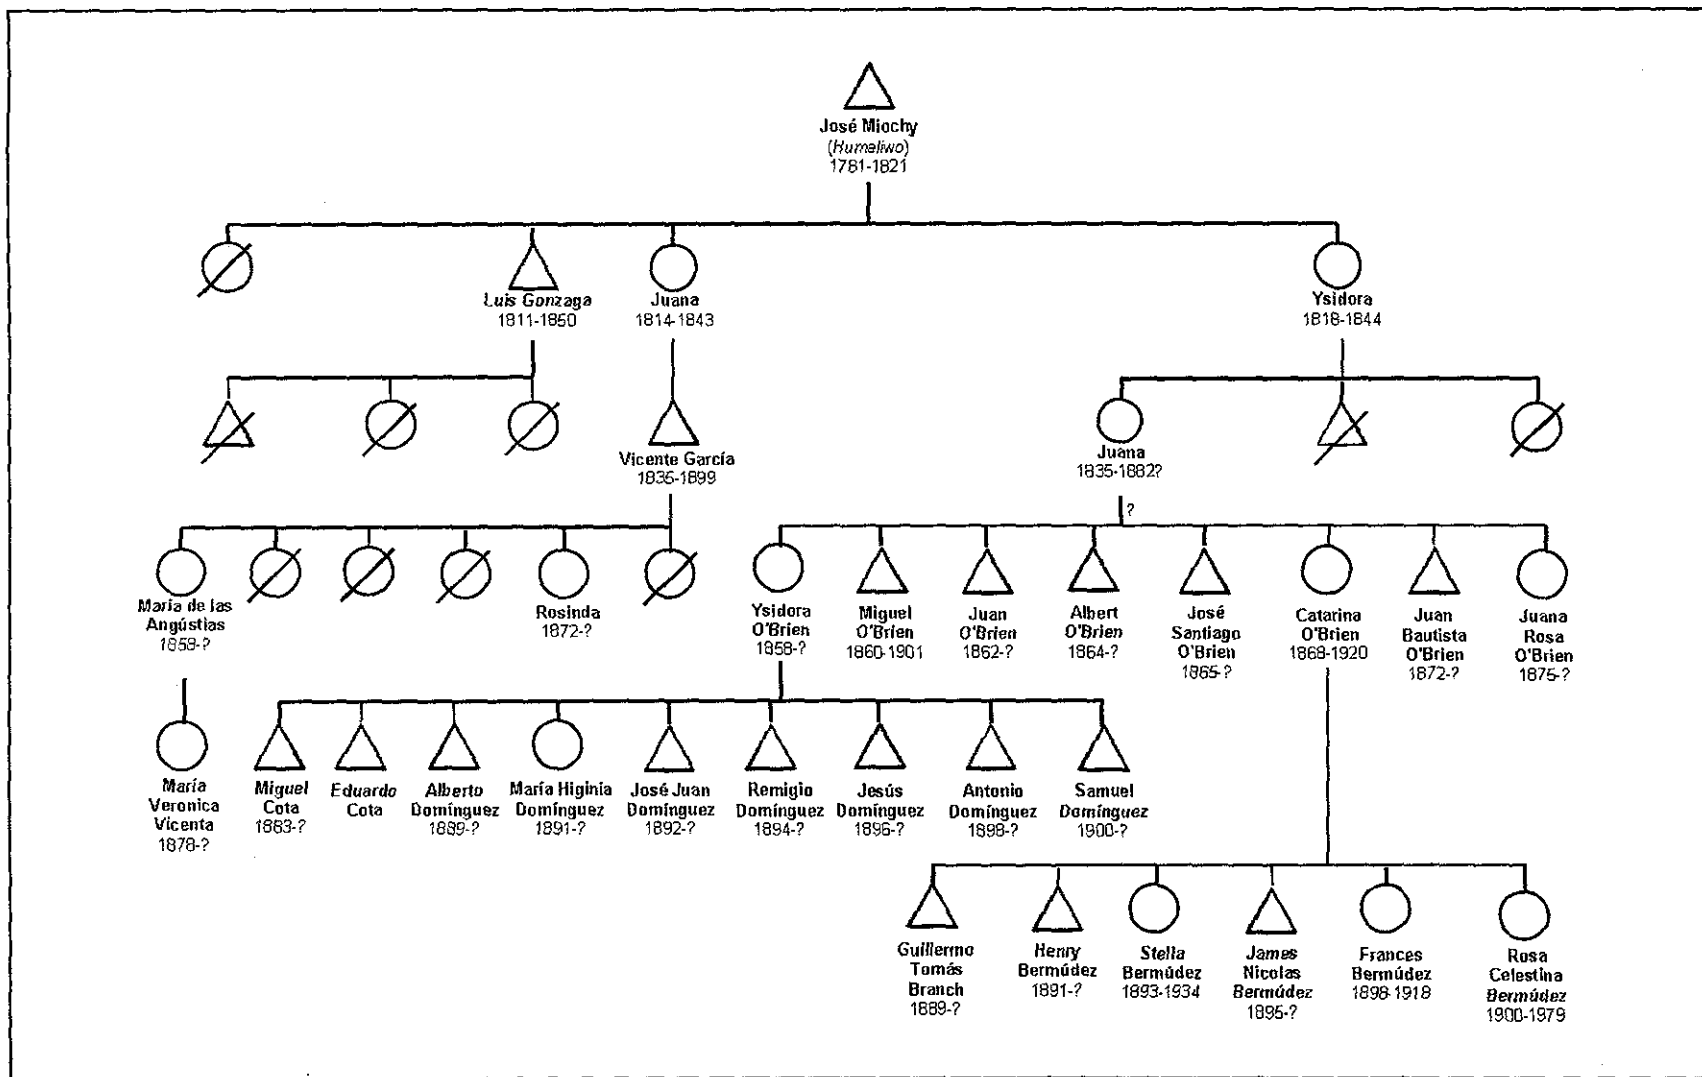 José Miochy
(Humaliwo)
1781-1821
Luis Gonzaga
1811-1850
Juana
1814-1843
Ysidora
1818-1844
Vicente García
1835-1899
Juana
1835-1882?
?
María de las
Angústias
1858-?
Rosinda
1872-?
Ysidora
O'Brien
1858-?
Miguel
O'Brien
1860-1901
Juan
O'Brien
1862-?
Albert
O'Brien
1864-?
José
Santiago
O'Brien
1865-?
Catarina
O'Brien
1868-1920
Juan
Bautista
O'Brien
1872-?
Juana
Rosa
O'Brien
1875-?
María
Veronica
Vicenta
1878-?
Miguel
Cota
1883-?
Eduardo
Cota
Alberto
Domínguez
1889-?
María Higinia
Domínguez
1891-?
José Juan
Domínguez
1892-?
Remigio
Domínguez
1894-?
Jesús
Domínguez
1896-?
Antonio
Domínguez
1898-?
Samuel
Domínguez
1900-?
Guillermo
Tomás
Branch
1889-?
Henry
Bermúdez
1891-?
Stella
Bermúdez
1893-1934
James
Nicolas
Bermúdez
1895-?
Frances
Bermúdez
1898-1918
Rosa
Celestina
Bermúdez
1900-1979